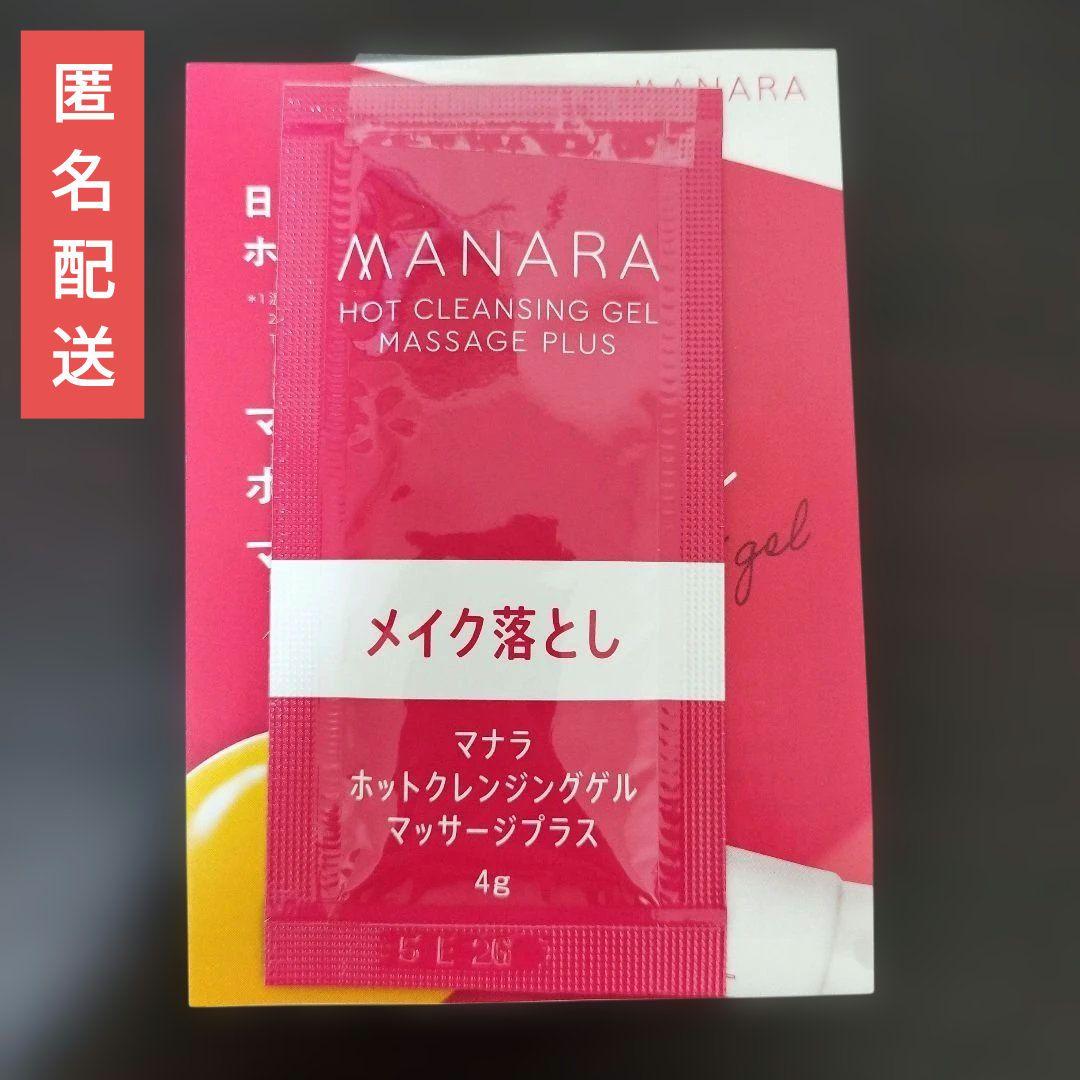 匿名配送
MANARA
日
ホ
*1
マ
ホ
マ
gel
MANARA
HOT CLEANSING GEL
MASSAGE PLUS
メイク落とし
マナラ
ホットクレンジングゲル
マッサージプラス
4g
5L2G